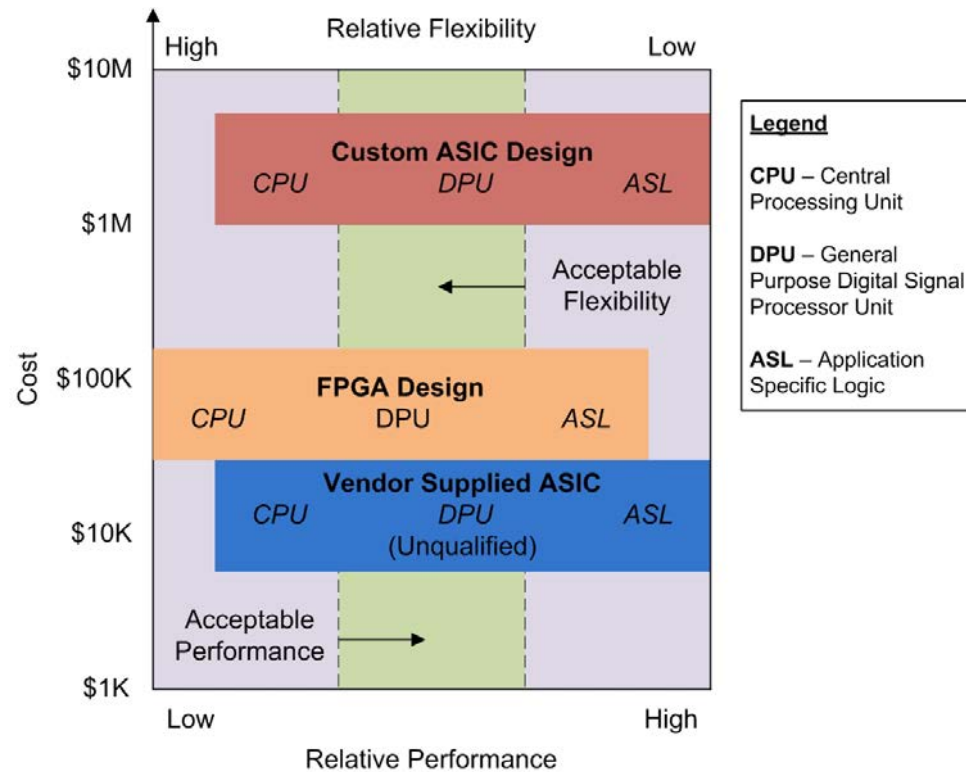 Relative Flexibility
High
Low
$10M
Custom ASIC Design
CPU DPU ASL
$1M
Acceptable
Flexibility
Cost
$100K
FPGA Design
CPU DPU ASL
Vendor Supplied ASIC
CPU DPU ASL
$10K
(Unqualified)
Acceptable
Performance
$1K
Low
High
Relative Performance
Legend
CPU – Central
Processing Unit
DPU – General
Purpose Digital Signal
Processor Unit
ASL – Application
Specific Logic